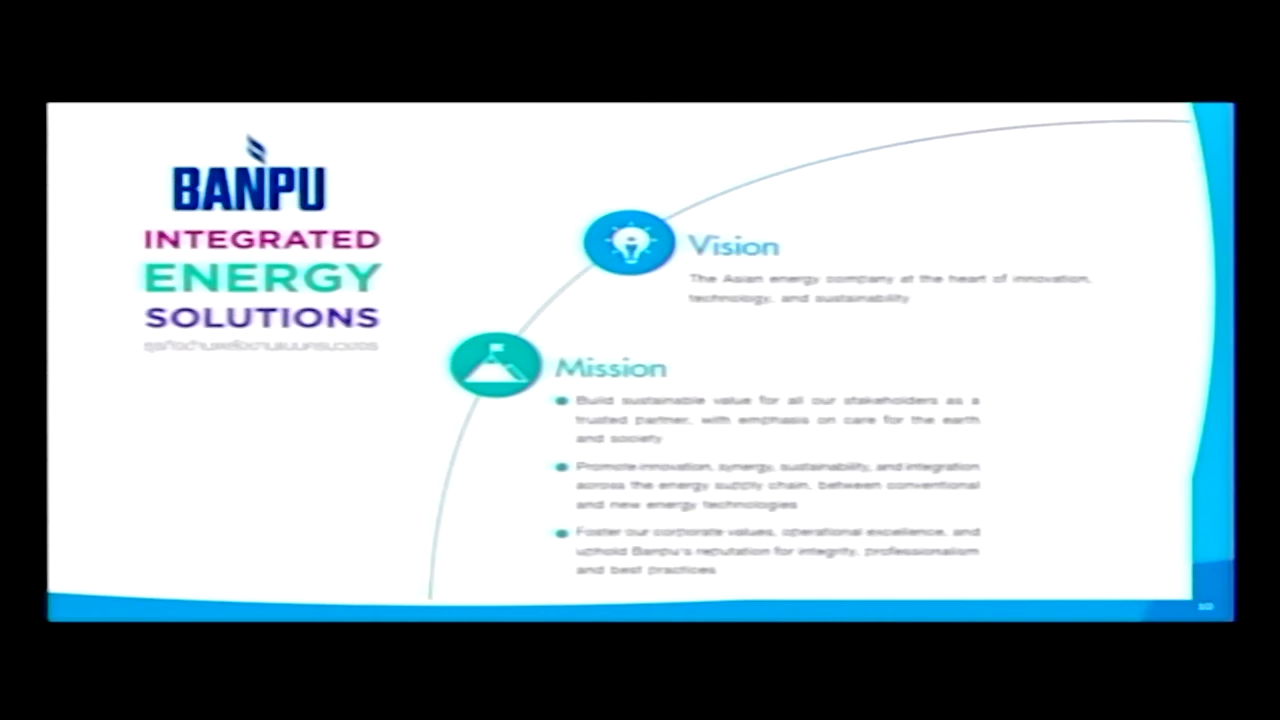 BANPU
INTEGRATED
ENERGY
SOLUTIONS
Vision
The Asian energy company at the heart of innovation,
technology, and sustainability
Mission
Build sustainable value for all our stakeholders as a
trusted partner, with emphasis on care for the earth
and society
Promote innovation, synergy, sustainability, and integration
across the energy supply chain, between conventional
and new energy technologies
Foster our corporate values, operational excellence, and
uphold Banpu's reputation for integrity, professionalism
and best practices